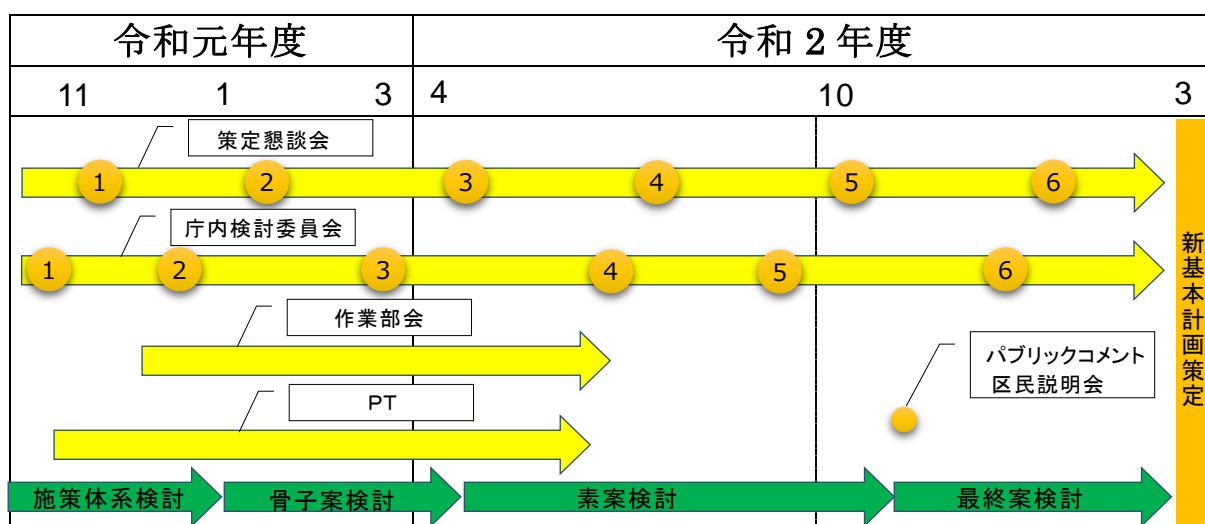 令和元年度 令和２年度
11 1 3 4 10 3
策定懇談会
1 2 3 4 5 6
庁内検討委員会
1 2 3 4 5 6
作業部会
パブリックコメント
区民説明会
PT
施策体系検討 骨子案検討 素案検討 最終案検討
新基本計画策定